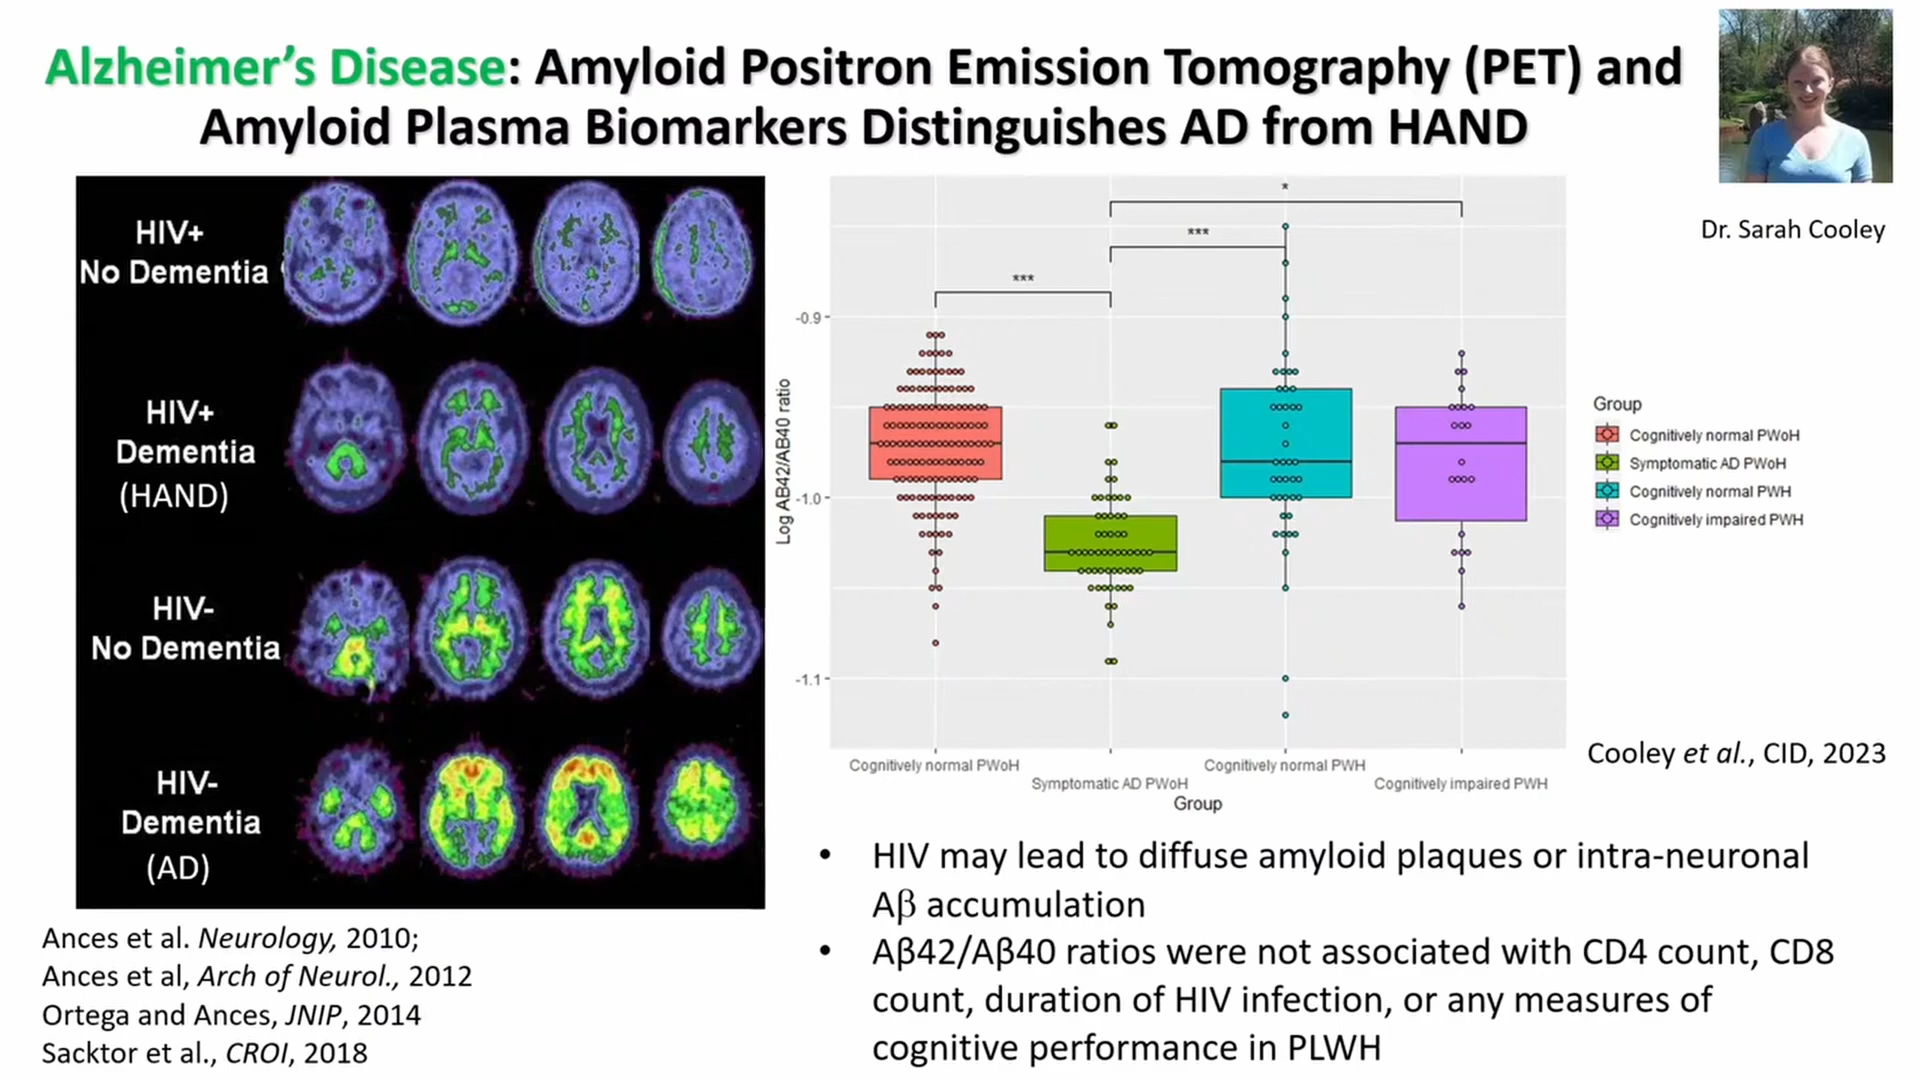 Alzheimer's Disease: Amyloid Positron Emission Tomography (PET) and
Amyloid Plasma Biomarkers Distinguishes AD from HAND
Dr. Sarah Cooley
HIV+
No Dementia
HIV+
Dementia
(HAND)
HIV-
No Dementia
HIV-
Dementia
(AD)
Ances et al. Neurology, 2010;
Ances et al, Arch of Neurol., 2012
Ortega and Ances, JNIP, 2014
Sacktor et al., CROI, 2018
*
***
***
Log AB42/AB40 ratio
-0.9
-1.0
-1.1
Cognitively normal PWoH
Symptomatic AD PWoH
Cognitively normal PWH
Cognitively impaired PWH
Group
Group
Cognitively normal PWoH
Symptomatic AD PWoH
Cognitively normal PWH
Cognitively impaired PWH
Cooley et al., CID, 2023
• HIV may lead to diffuse amyloid plaques or intra-neuronal
Aβ accumulation
• Aβ42/Aβ40 ratios were not associated with CD4 count, CD8
count, duration of HIV infection, or any measures of
cognitive performance in PLWH